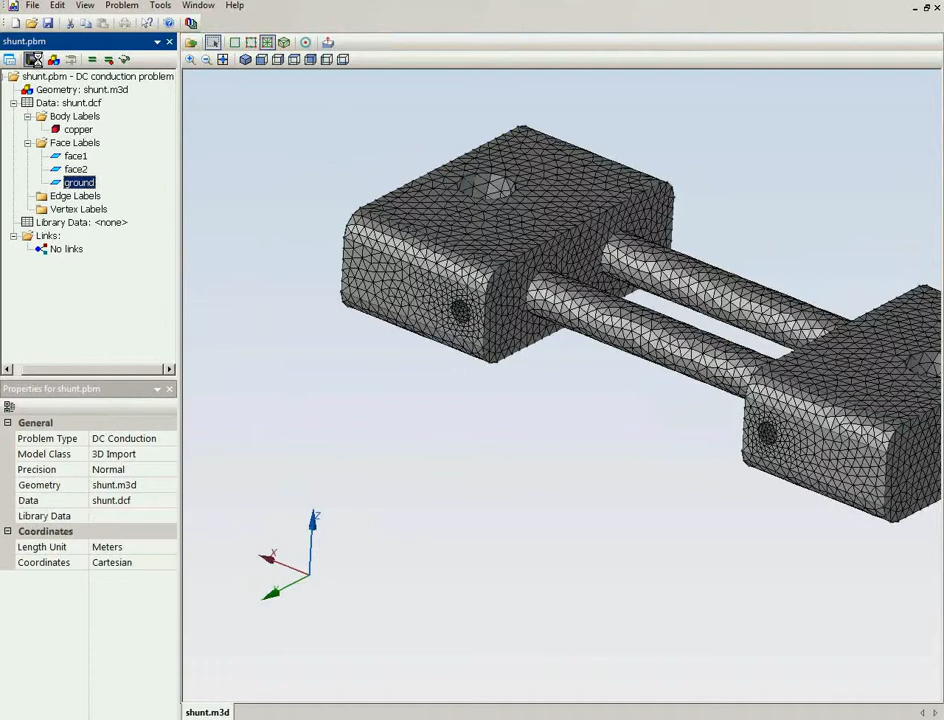 File Edit View Problem Tools Window Help
shunt.pbm
shunt.pbm - DC conduction problem
Geometry: shunt.m3d
Data: shunt.dcf
Body Labels
copper
Face Labels
face1
face2
ground
Edge Labels
Vertex Labels
Library Data: <none>
Links:
No links
Properties for shunt.pbm
General
Problem Type DC Conduction
Model Class 3D Import
Precision Normal
Geometry shunt.m3d
Data shunt.dcf
Library Data
Coordinates
Length Unit Meters
Coordinates Cartesian
Z
X
shunt.m3d